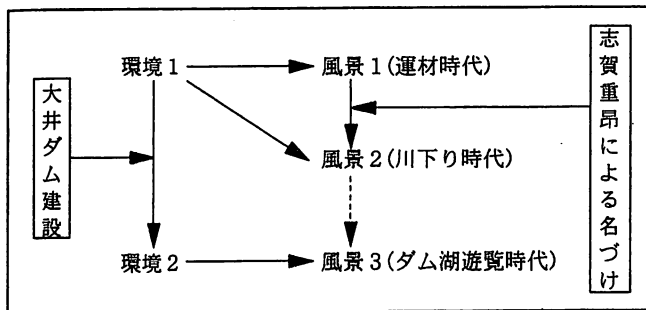 大井ダム建設
環境1
風景1(運材時代)
志賀重昂による名づけ
風景2(川下り時代)
環境2
風景3(ダム湖遊覧時代)